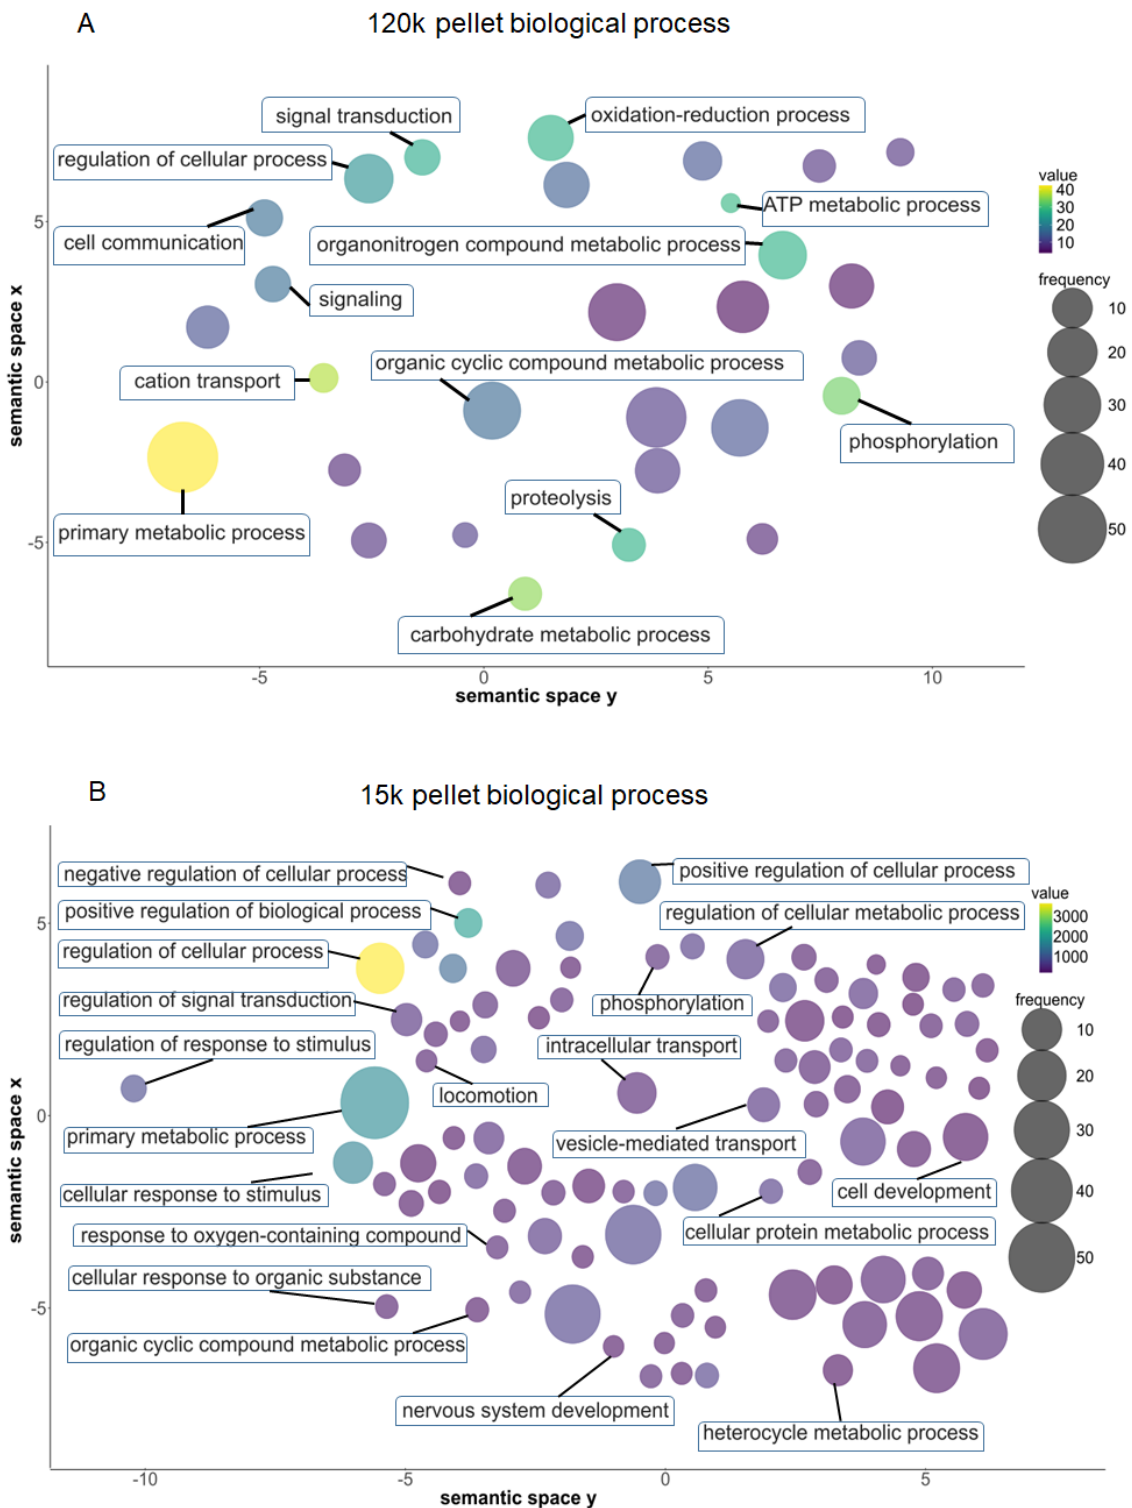 A
120k pellet biological process
signal transduction
oxidation-reduction process
regulation of cellular process
ATP metabolic process
cell communication
organonitrogen compound metabolic process
signaling
organic cyclic compound metabolic process
cation transport
phosphorylation
proteolysis
primary metabolic process
carbohydrate metabolic process
value
40
30
20
10
frequency
10
20
30
40
50
5
0
-5
semantic space x
-5
0
5
10
semantic space y
B
15k pellet biological process
negative regulation of cellular process
positive regulation of cellular process
positive regulation of biological process
regulation of cellular metabolic process
regulation of cellular process
regulation of signal transduction
phosphorylation
regulation of response to stimulus
intracellular transport
locomotion
primary metabolic process
vesicle-mediated transport
cellular response to stimulus
cell development
response to oxygen-containing compound
cellular protein metabolic process
cellular response to organic substance
organic cyclic compound metabolic process
nervous system development
heterocycle metabolic process
value
3000
2000
1000
frequency
10
20
30
40
50
5
0
-5
semantic space x
-10
-5
0
5
semantic space y